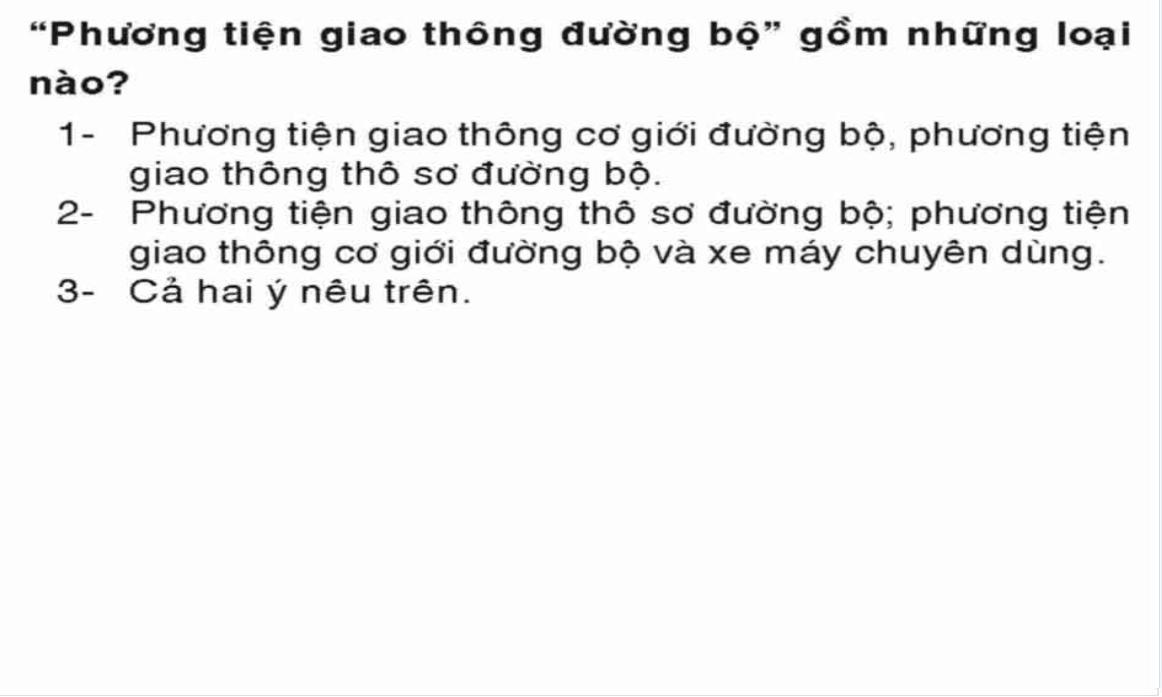 “Phương tiện giao thông đường bộ” gồm những loại
nào?
1- Phương tiện giao thông cơ giới đường bộ, phương tiện
giao thông thô sơ đường bộ.
2- Phương tiện giao thông thô sơ đường bộ; phương tiện
giao thông cơ giới đường bộ và xe máy chuyên dùng.
3- Cả hai ý nêu trên.